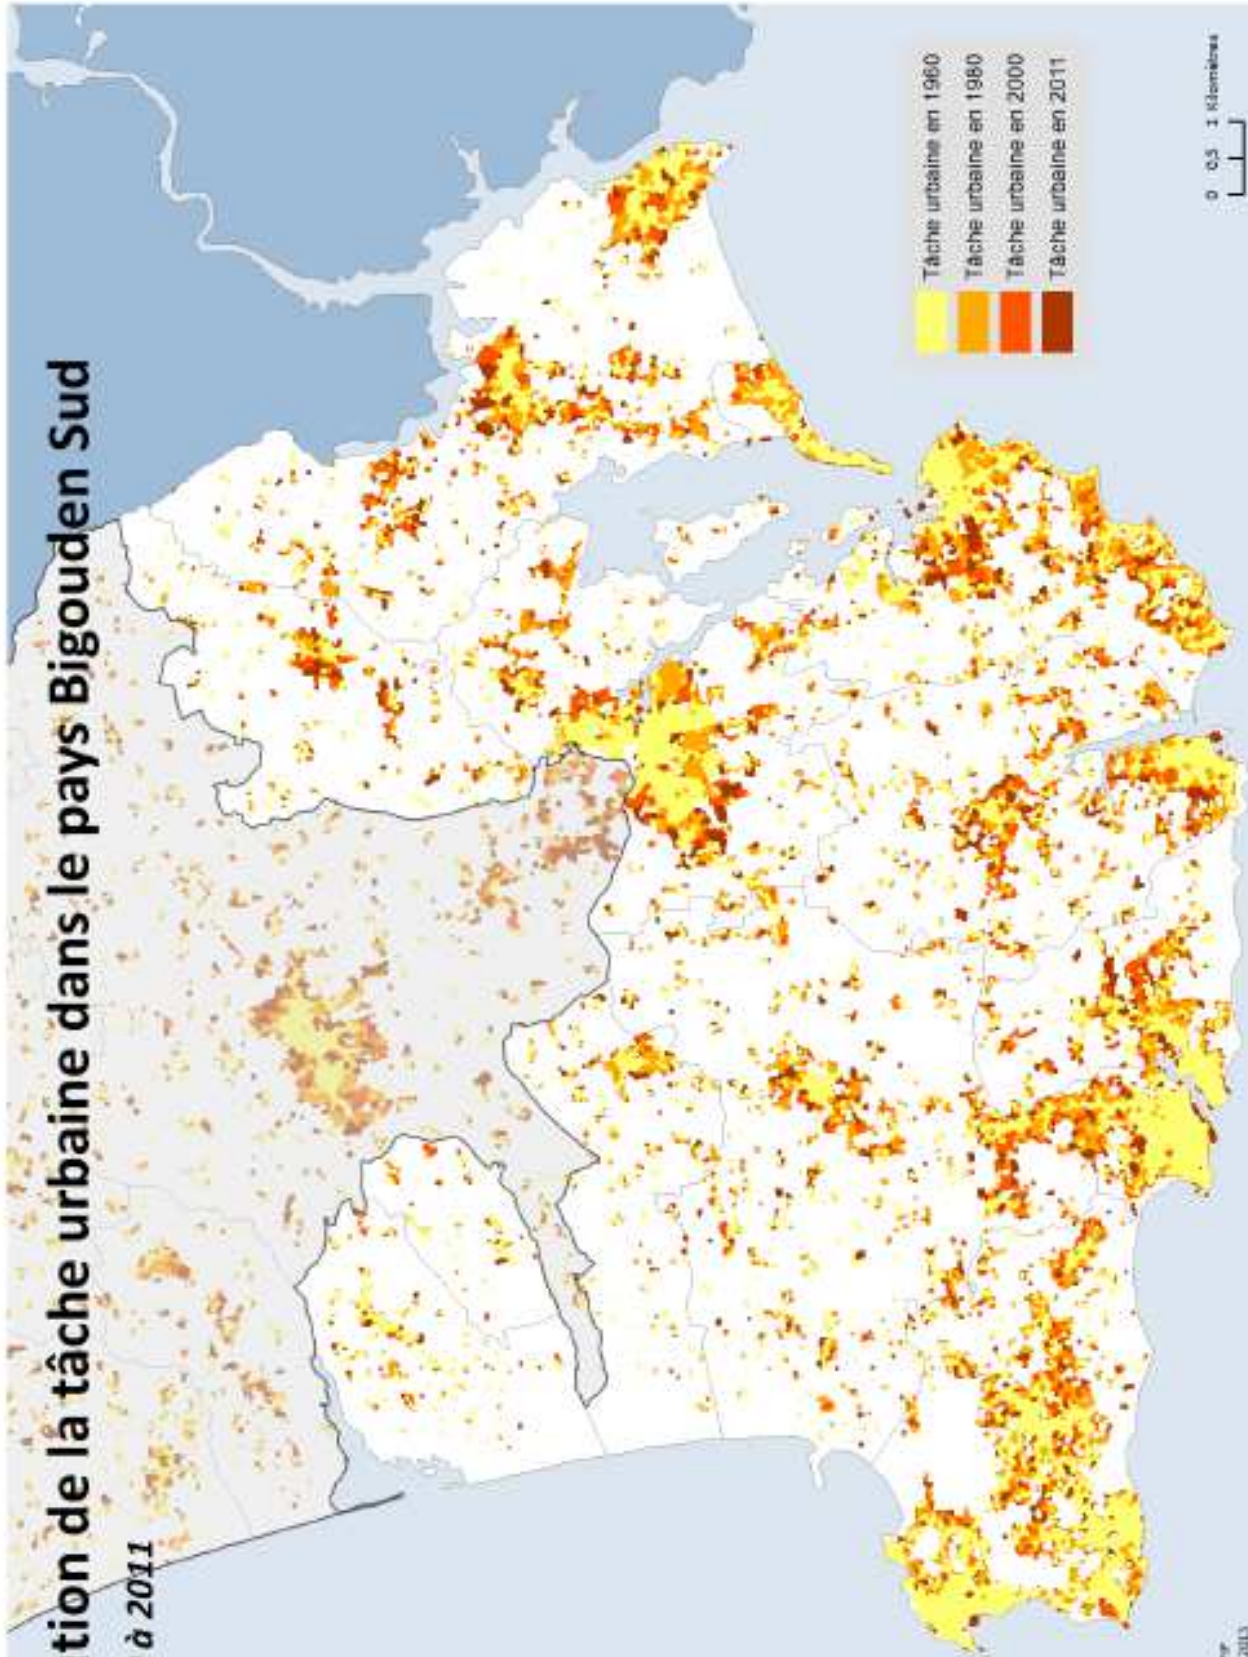 tion de la tâche urbaine dans le pays Bigouden Sud
à 2011
Tâche urbaine en 1960
Tâche urbaine en 1980
Tâche urbaine en 2000
Tâche urbaine en 2011
0 0,5 1 Kilomètres
2013